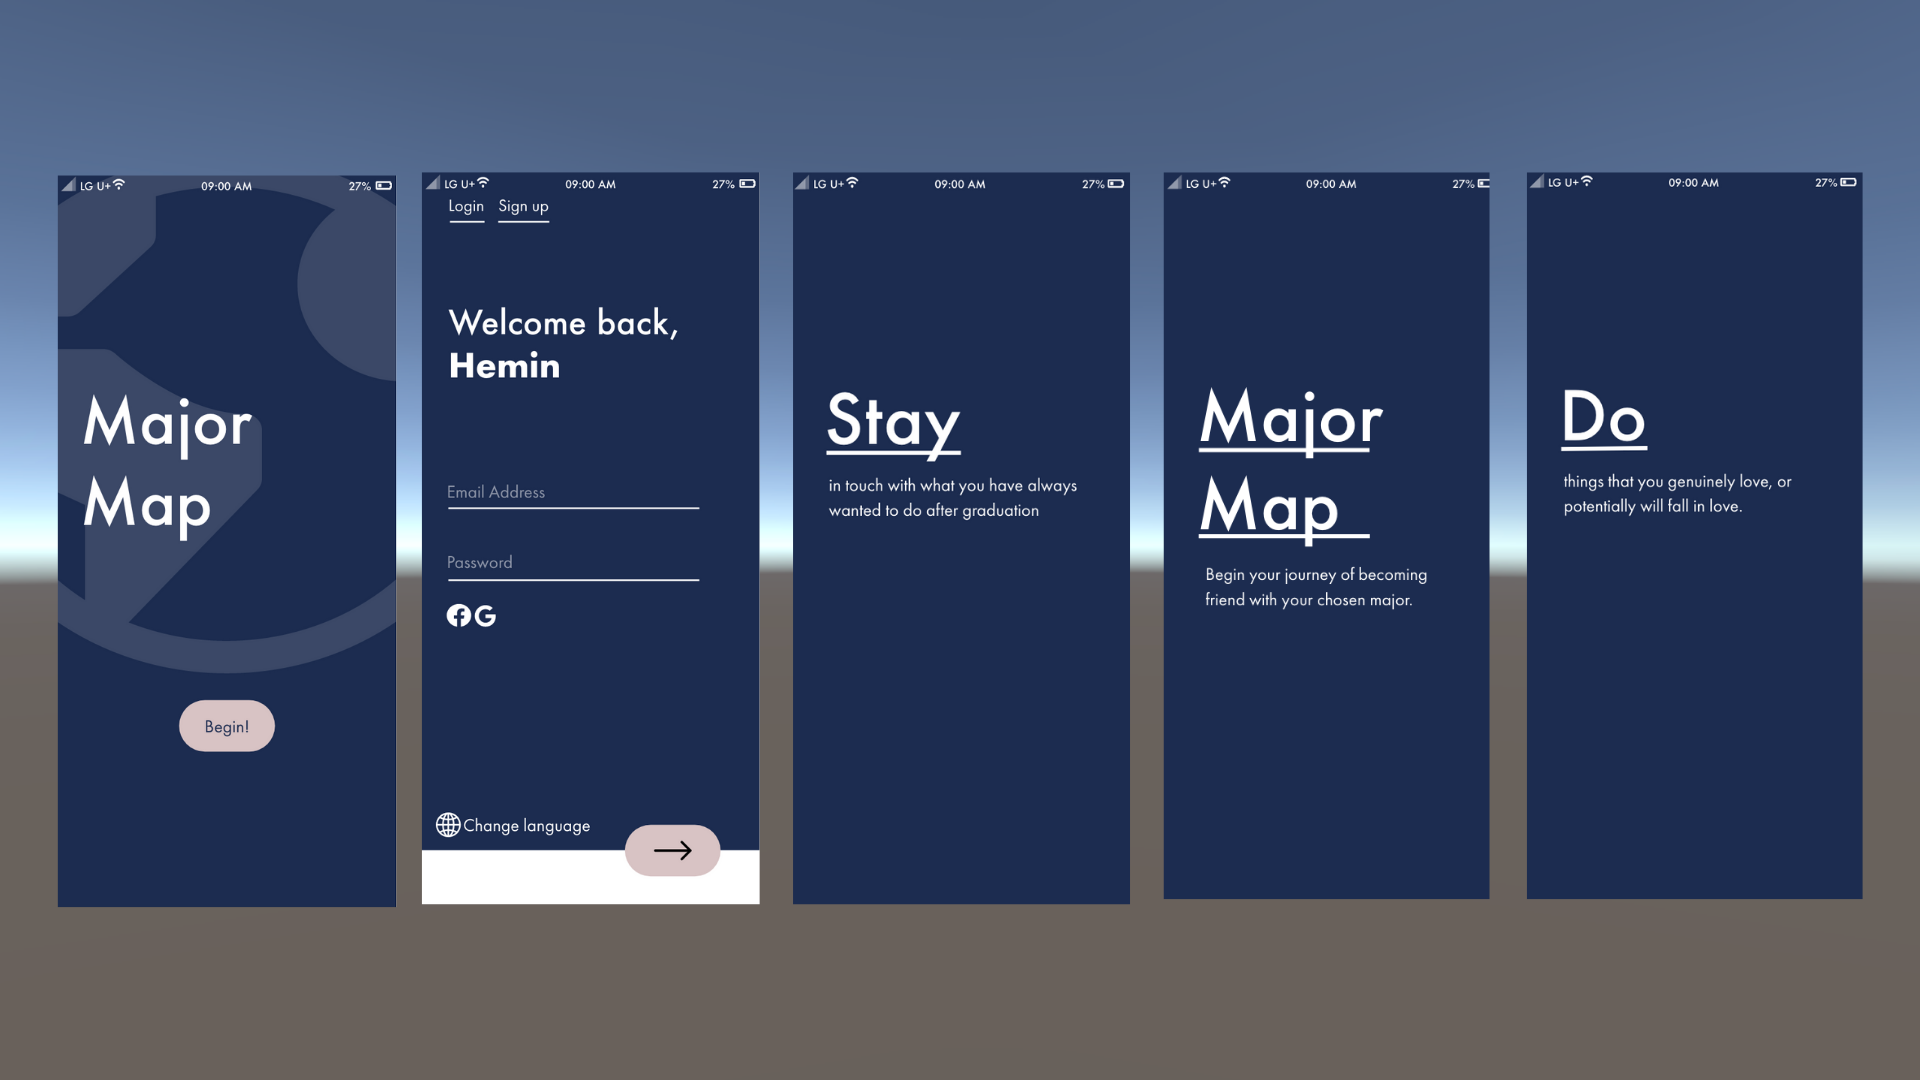 LG U+ 09:00 AM 27%
Major
Map
Begin!
LG U+ 09:00 AM 27%
Login Sign up
Welcome back,
Hemin
Email Address
Password
Change language
LG U+ 09:00 AM 27%
Stay
in touch with what you have always
wanted to do after graduation
LG U+ 09:00 AM 27%
Major
Map
Begin your journey of becoming
friend with your chosen major.
LG U+ 09:00 AM 27%
Do
things that you genuinely love, or
potentially will fall in love.